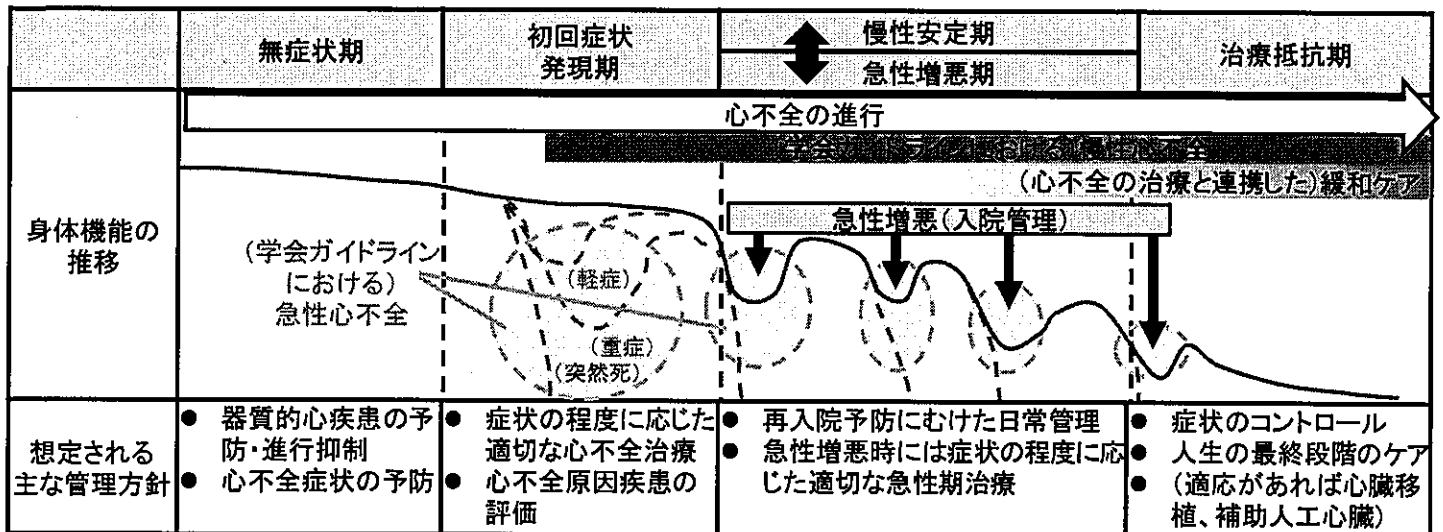 無症状期
初回症状
発現期
慢性安定期
急性増悪期
治療抵抗期
身体機能の
推移
心不全の進行
学会ガイドラインにおける慢性心不全
(心不全の治療と連携した)緩和ケア
急性増悪(入院管理)
(学会ガイドライン
における)
急性心不全
(軽症)
(重症)
(突然死)
想定される
主な管理方針
● 器質的心疾患の予
防・進行抑制
● 心不全症状の予防
● 症状の程度に応じた
適切な心不全治療
● 心不全原因疾患の
評価
● 再入院予防にむけた日常管理
● 急性増悪時には症状の程度に応
じた適切な急性期治療
● 症状のコントロール
● 人生の最終段階のケア
● (適応があれば心臓移
植、補助人工心臓)